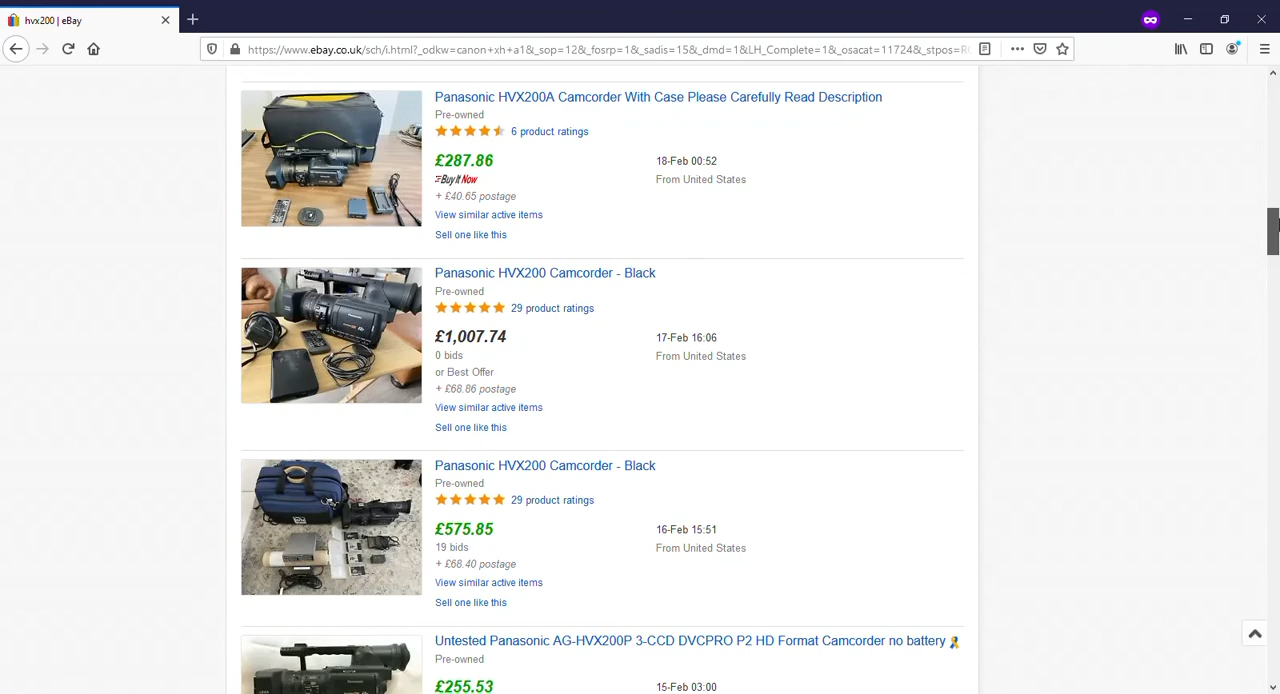 hvx200 | eBay
https://www.ebay.co.uk/sch/i.html?_odkw=canon+xh+a1&_sop=12&_fosrp=1&_sadis=15&_dmd=1&LH_Complete=1&_osacat=11724&_stpos=R
Panasonic HVX200A Camcorder With Case Please Carefully Read Description
Pre-owned
6 product ratings
£287.86
18-Feb 00:52
Buy It Now
From United States
+ £40.65 postage
View similar active items
Sell one like this
Panasonic HVX200 Camcorder - Black
Pre-owned
29 product ratings
£1,007.74
17-Feb 16:06
0 bids
From United States
or Best Offer
+ £68.86 postage
View similar active items
Sell one like this
Panasonic HVX200 Camcorder - Black
Pre-owned
29 product ratings
£575.85
16-Feb 15:51
19 bids
From United States
+ £68.40 postage
View similar active items
Sell one like this
Untested Panasonic AG-HVX200P 3-CCD DVCPRO P2 HD Format Camcorder no battery
Pre-owned
£255.53
15-Feb 03:00